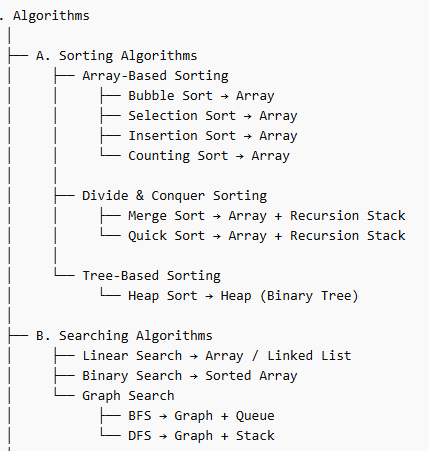 . Algorithms
│
├── A. Sorting Algorithms
│     ├── Array-Based Sorting
│     │     ├── Bubble Sort → Array
│     │     ├── Selection Sort → Array
│     │     ├── Insertion Sort → Array
│     │     └── Counting Sort → Array
│     │
│     ├── Divide & Conquer Sorting
│     │     ├── Merge Sort → Array + Recursion Stack
│     │     └── Quick Sort → Array + Recursion Stack
│     │
│     └── Tree-Based Sorting
│           └── Heap Sort → Heap (Binary Tree)
│
├── B. Searching Algorithms
│     ├── Linear Search → Array / Linked List
│     ├── Binary Search → Sorted Array
│     └── Graph Search
│           ├── BFS → Graph + Queue
│           └── DFS → Graph + Stack